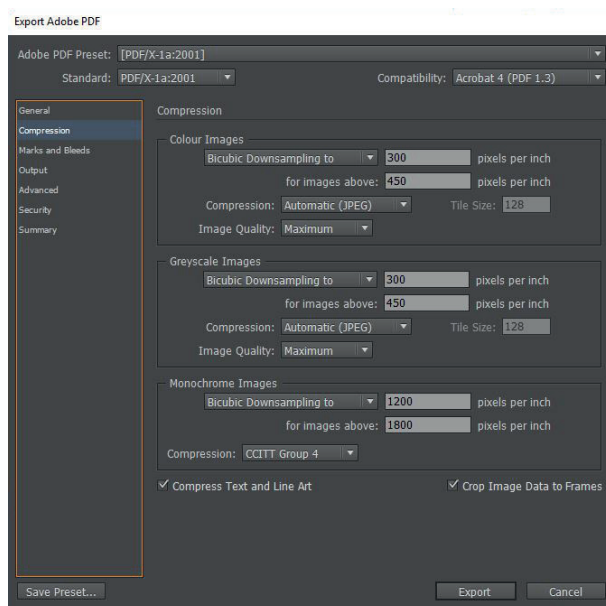 Export Adobe PDF
Adobe PDF Preset: [PDF/X-1a:2001]
Standard: PDF/X-1a:2001 Compatibility: Acrobat 4 (PDF 1.3)
General
Compression
Marks and Bleeds
Output
Advanced
Security
Summary
Compression
Colour Images
Bicubic Downsampling to 300 pixels per inch
for images above: 450 pixels per inch
Compression: Automatic (JPEG) Tile Size: 128
Image Quality: Maximum
Greyscale Images
Bicubic Downsampling to 300 pixels per inch
for images above: 450 pixels per inch
Compression: Automatic (JPEG) Tile Size: 128
Image Quality: Maximum
Monochrome Images
Bicubic Downsampling to 1200 pixels per inch
for images above: 1800 pixels per inch
Compression: CCITT Group 4
Compress Text and Line Art Crop Image Data to Frames
Save Preset... Export Cancel